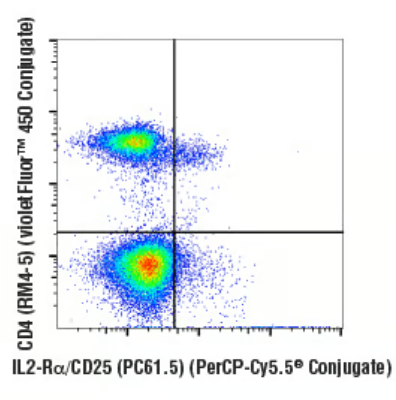 CD4 (RM4-5) (violetFluor™ 450 Conjugate)
IL2-Rα/CD25 (PC61.5) (PerCP-Cy5.5® Conjugate)